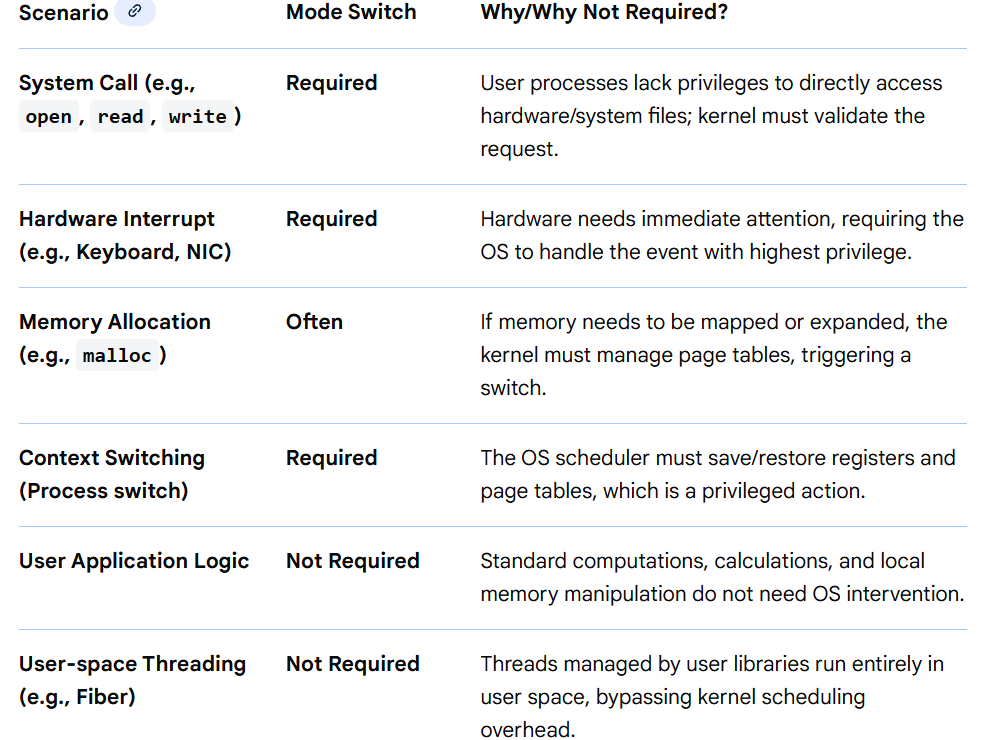 Scenario Mode Switch Why/Why Not Required?
System Call (e.g., Required User processes lack privileges to directly access
open , read , write ) hardware/system files; kernel must validate the
request.
Hardware Interrupt Required Hardware needs immediate attention, requiring the
(e.g., Keyboard, NIC) OS to handle the event with highest privilege.
Memory Allocation Often If memory needs to be mapped or expanded, the
(e.g., malloc ) kernel must manage page tables, triggering a
switch.
Context Switching Required The OS scheduler must save/restore registers and
(Process switch) page tables, which is a privileged action.
User Application Logic Not Required Standard computations, calculations, and local
memory manipulation do not need OS intervention.
User-space Threading Not Required Threads managed by user libraries run entirely in
(e.g., Fiber) user space, bypassing kernel scheduling
overhead.